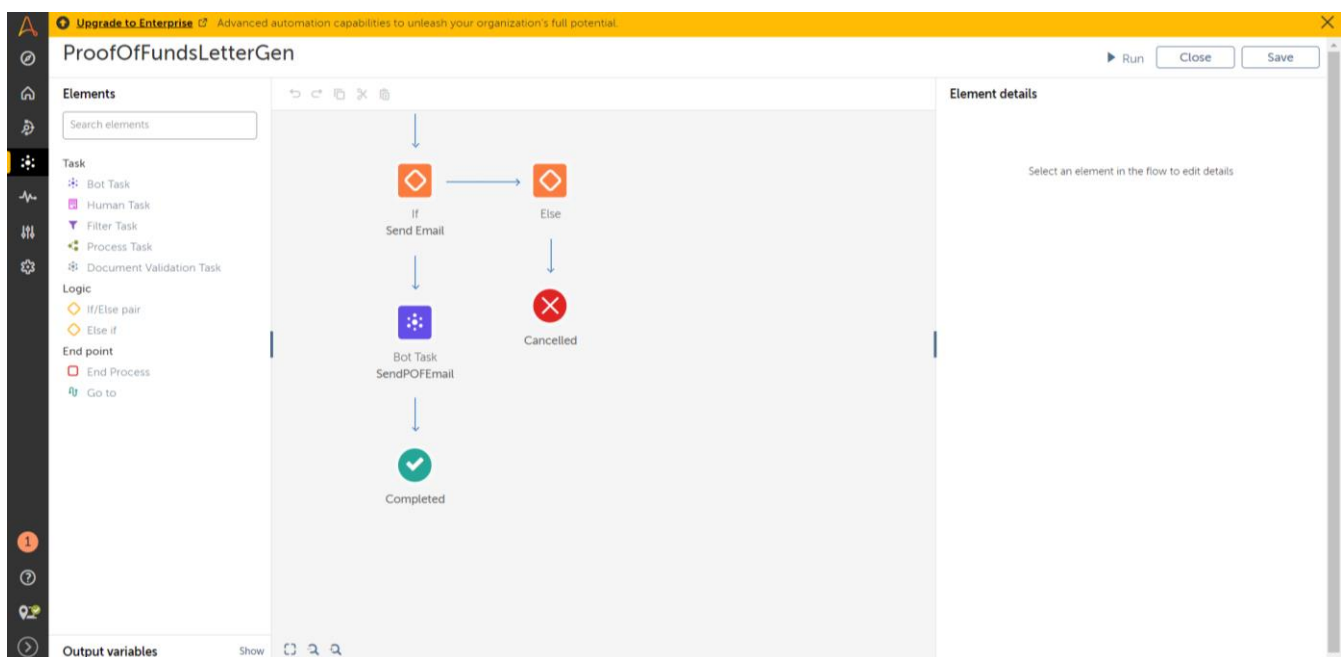 Upgrade to Enterprise Advanced automation capabilities to unleash your organization's full potential.
ProofOfFundsLetterGen
Run
Close
Save
Elements
Search elements
Task
Bot Task
Human Task
Filter Task
Process Task
Document Validation Task
Logic
If/Else pair
Else if
End point
End Process
Go to
Output variables
Show
If
Send Email
Else
Bot Task
SendPOFEmail
Cancelled
Completed
Element details
Select an element in the flow to edit details
1